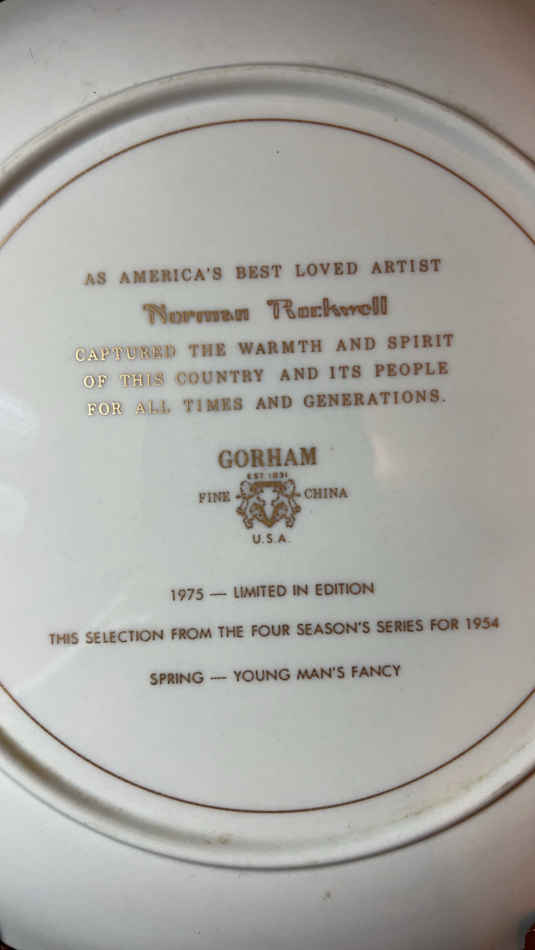 AS AMERICA'S BEST LOVED ARTIST
Norman Rockwell
CAPTURED THE WARMTH AND SPIRIT
OF THIS COUNTRY AND ITS PEOPLE
FOR ALL TIMES AND GENERATIONS.
GORHAM
EST 1831
FINE CHINA
U.S.A.
1975 — LIMITED IN EDITION
THIS SELECTION FROM THE FOUR SEASON'S SERIES FOR 1954
SPRING — YOUNG MAN'S FANCY